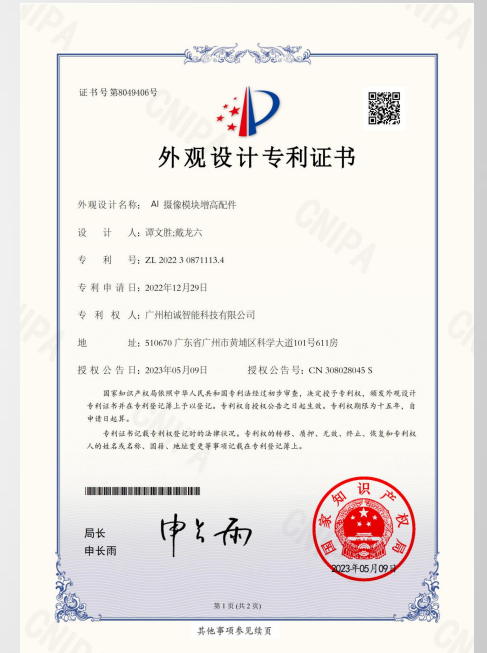 证书号第8049406号
外观设计专利证书
外观设计名称：AI 摄像模块增高配件
设计人：谭文胜;戴龙六
专利号：ZL 2022 3 0871113.4
专利申请日：2022年12月29日
专利权人：广州柏诚智能科技有限公司
地址：510670 广东省广州市黄埔区科学大道101号611房
授权公告日：2023年05月09日 授权公告号：CN 308028045 S
国家知识产权局依照中华人民共和国专利法经过初步审查，决定授予专利权，颁发外观设计
专利证书并在专利登记簿上予以登记。专利权自授权公告之日起生效。专利权期限为十五年，自
申请日起算。
专利证书记载专利权登记时的法律状况。专利权的转移、质押、无效、终止、恢复和专利权
人的姓名或名称、国籍、地址变更等事项记载在专利登记簿上。
局长
申长雨
申长雨
国家知识产权局
2023年05月09日
第 1 页 (共 2 页)
其他事项参见续页
CNIPA
CNIPA
CNIPA